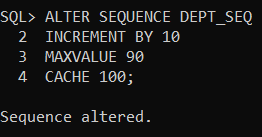 SQL> ALTER SEQUENCE DEPT_SEQ
2 INCREMENT BY 10
3 MAXVALUE 90
4 CACHE 100;
Sequence altered.